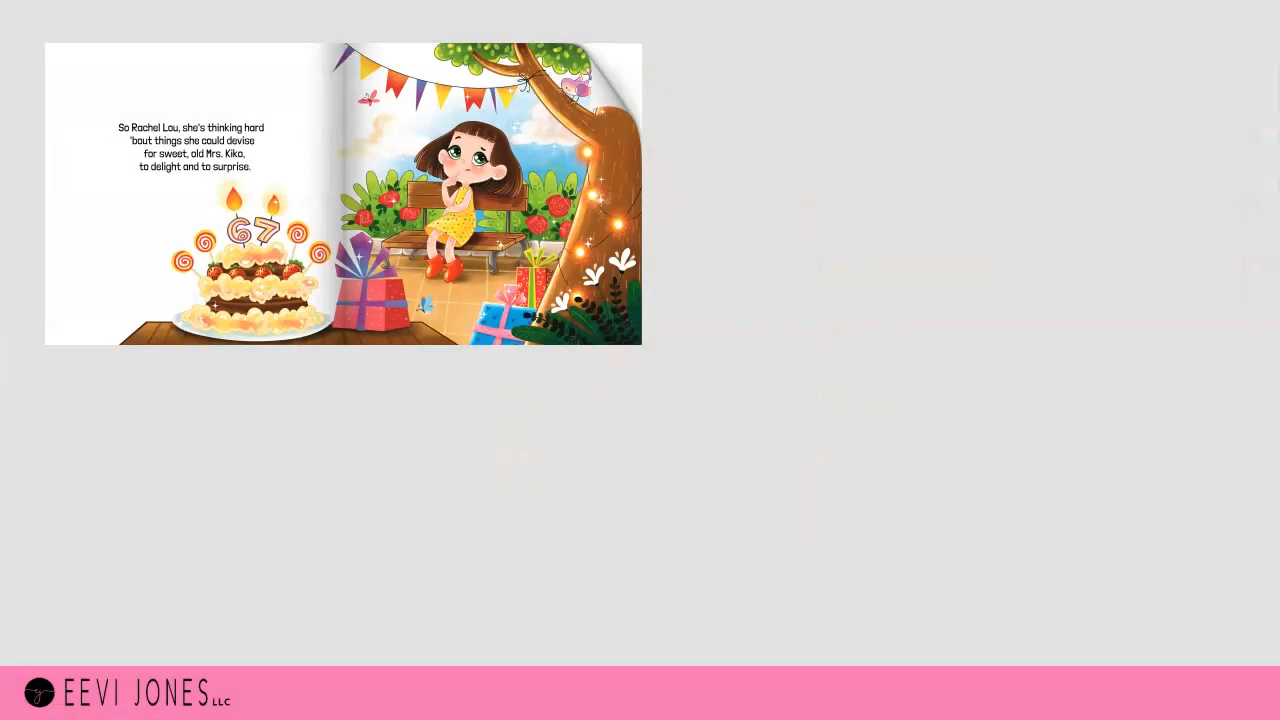 So Rachel Lou, she's thinking hard
'bout things she could devise
for sweet, old Mrs. Kiko,
to delight and to surprise.
67
EEVI JONES LLC